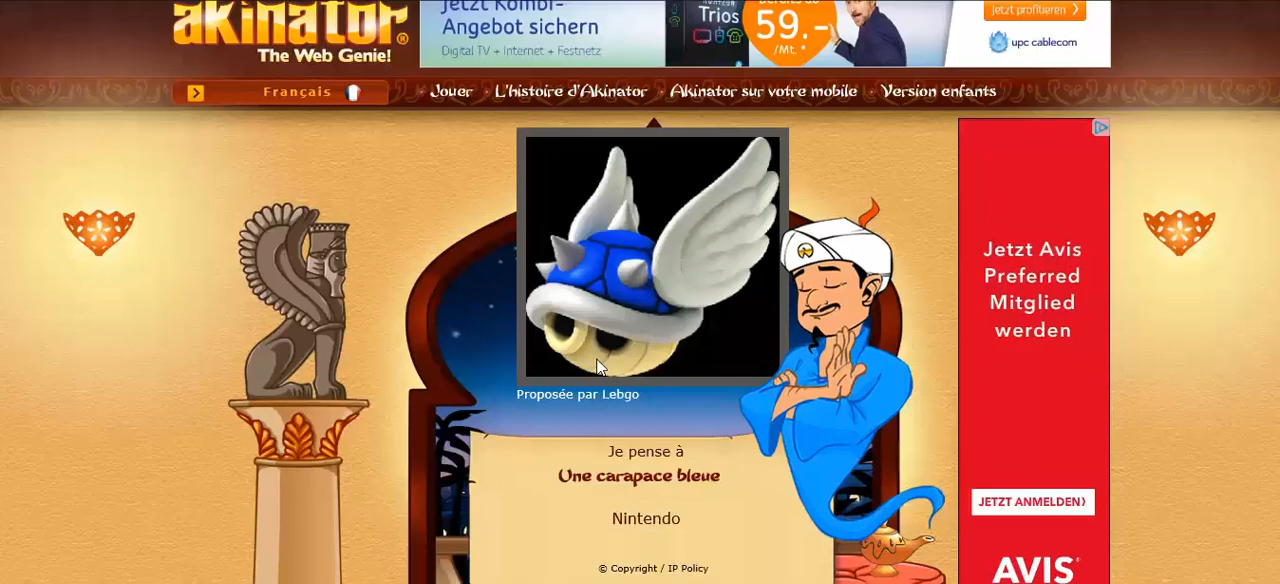 akinator®
The Web Genie!
Jetzt Kombi-
Angebot sichern
Digital TV + Internet + Festnetz
Trios
59.-
/Mt. *
jetzt profitieren
upc cablecom
Français
Jouer · L'histoire d'Akinator · Akinator sur votre mobile · Version enfants
Proposée par Lebgo
Je pense à
Une carapace bleue
Nintendo
© Copyright / IP Policy
Jetzt Avis
Preferred
Mitglied
werden
JETZT ANMELDEN
AVIS®